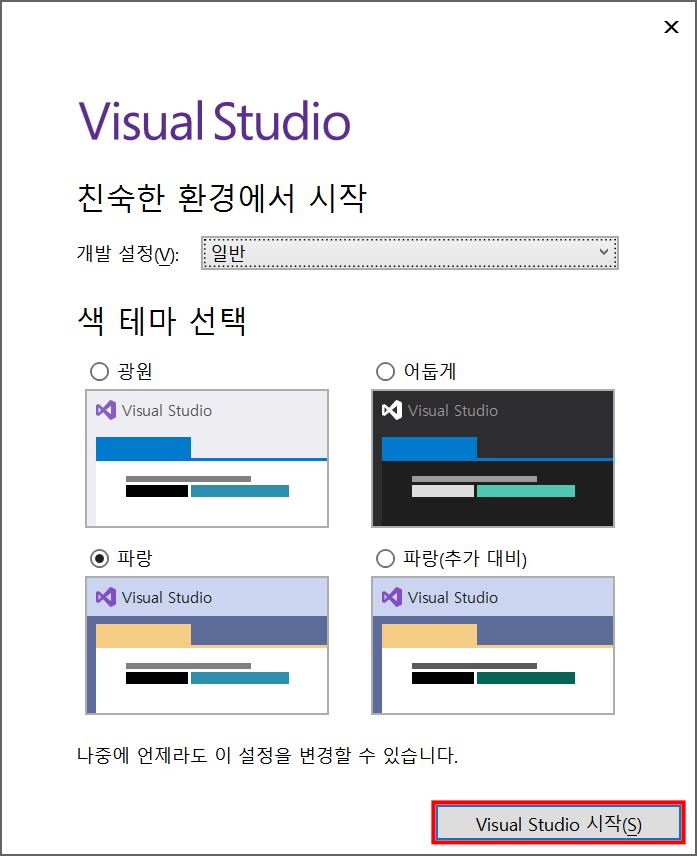 Visual Studio
친숙한 환경에서 시작
개발 설정(V): 일반
색 테마 선택
광원 어둡게
Visual Studio Visual Studio
파랑 파랑(추가 대비)
Visual Studio Visual Studio
나중에 언제라도 이 설정을 변경할 수 있습니다.
Visual Studio 시작(S)